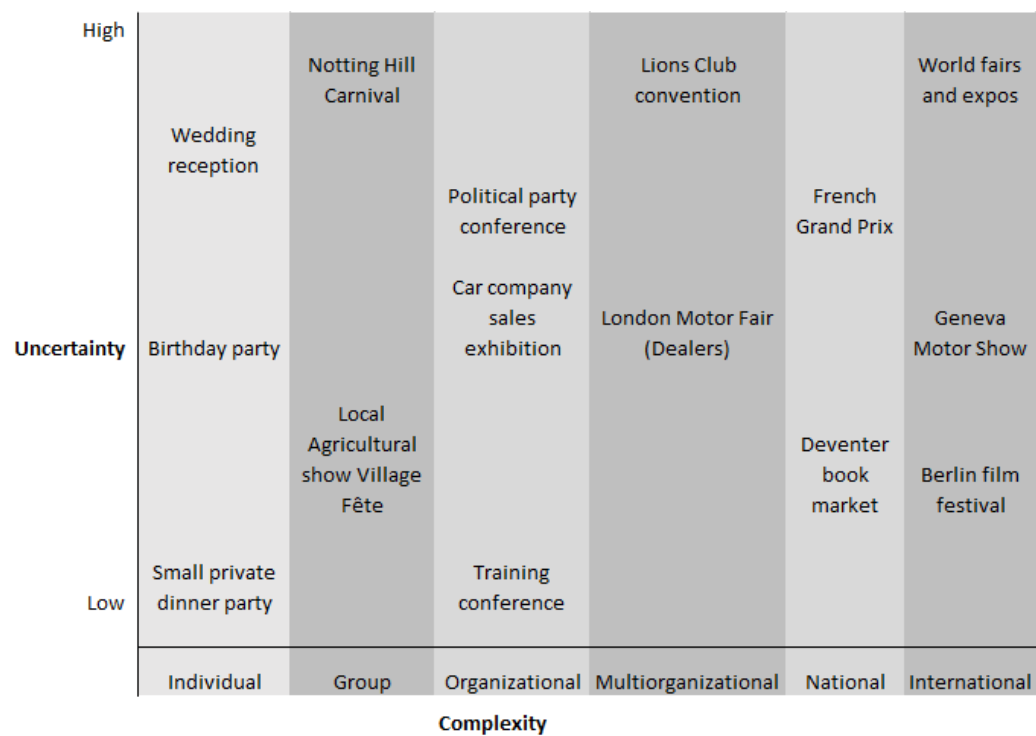 High
Notting Hill
Carnival
Lions Club
convention
World fairs
and expos
Wedding
reception
Political party
conference
French
Grand Prix
Car company
sales
exhibition
Uncertainty
Birthday party
London Motor Fair
(Dealers)
Geneva
Motor Show
Local
Agricultural
show Village
Fête
Deventer
book
market
Berlin film
festival
Low
Small private
dinner party
Training
conference
Individual
Group
Organizational
Multiorganizational
National
International
Complexity